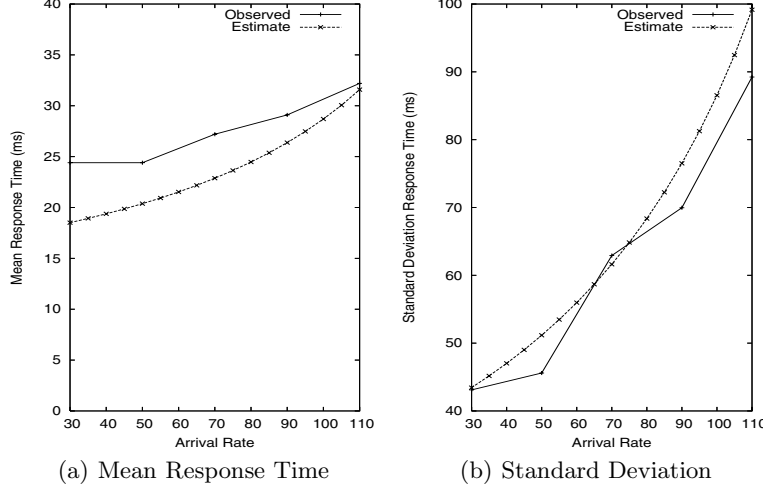 Observed
Estimate
40
35
30
25
20
15
10
5
0
Mean Response Time (ms)
30 40 50 60 70 80 90 100 110
Arrival Rate
(a) Mean Response Time
Observed
Estimate
100
90
80
70
60
50
40
Standard Deviation Response Time (ms)
30 40 50 60 70 80 90 100 110
Arrival Rate
(b) Standard Deviation